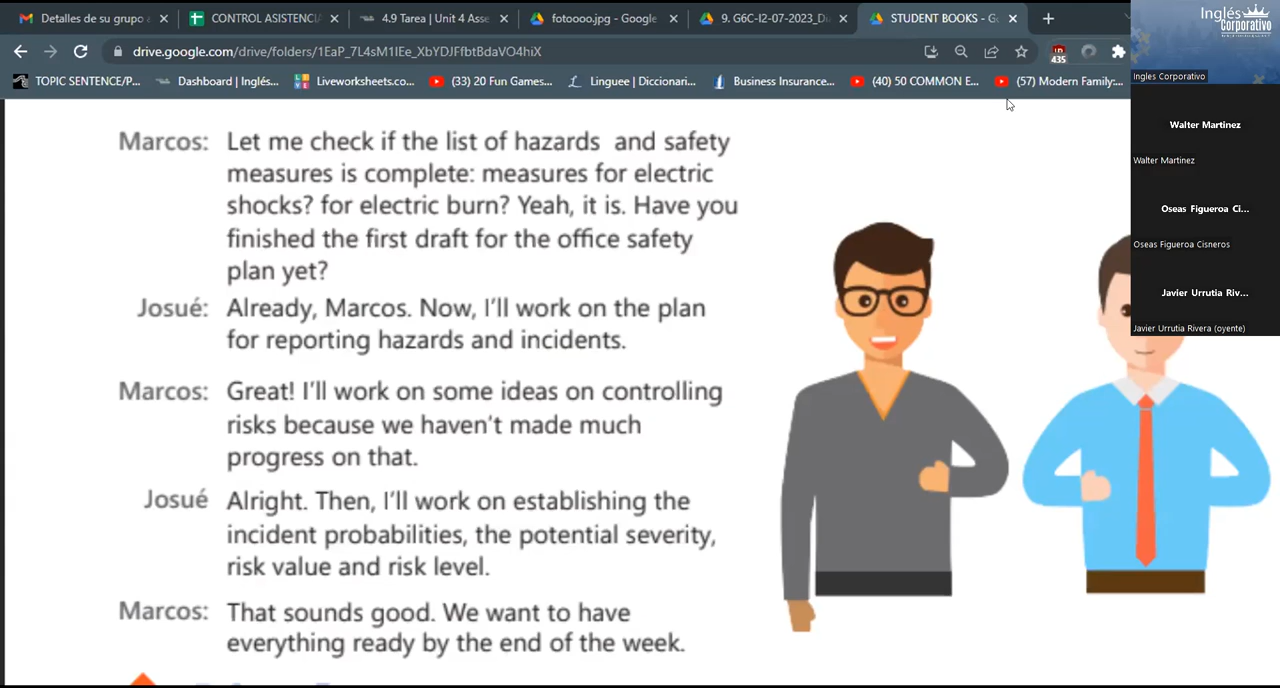 Detalles de su grupo a
CONTROL ASISTENCI
4.9 Tarea | Unit 4 Asse
fotoooo.jpg - Google
9. G6C-I2-07-2023_Du
STUDENT BOOKS - Go
drive.google.com/drive/folders/1EaP_7L4sM1IEe_XbYDJFfbtBdaVO4hiX
435
TOPIC SENTENCE/P...
Dashboard | Inglés...
Liveworksheets.co...
(33) 20 Fun Games...
Linguee | Diccionari...
Business Insurance...
(40) 50 COMMON E...
(57) Modern Family:...
Inglés
Corporativo
Ingles Corporativo
Walter Martinez
Walter Martinez
Oseas Figueroa Ci...
Oseas Figueroa Cisneros
Javier Urrutia Riv...
Javier Urrutia Rivera (oyente)
Marcos: Let me check if the list of hazards and safety
measures is complete: measures for electric
shocks? for electric burn? Yeah, it is. Have you
finished the first draft for the office safety
plan yet?
Josué: Already, Marcos. Now, I'll work on the plan
for reporting hazards and incidents.
Marcos: Great! I'll work on some ideas on controlling
risks because we haven't made much
progress on that.
Josué Alright. Then, I'll work on establishing the
incident probabilities, the potential severity,
risk value and risk level.
Marcos: That sounds good. We want to have
everything ready by the end of the week.